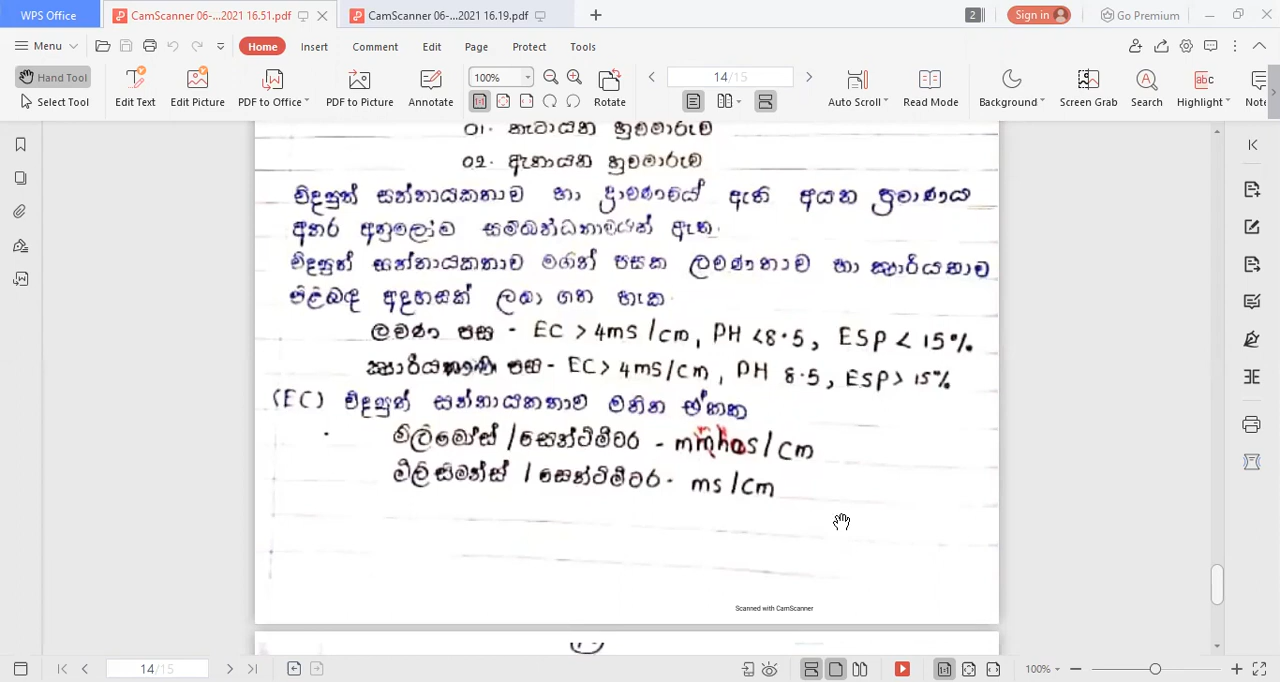 WPS Office
CamScanner 06-...2021 16.51].pdf
CamScanner 06-...2021 16.19.pdf
2
Sign in
Go Premium
Menu
Home
Insert
Comment
Edit
Page
Protect
Tools
Hand Tool
Select Tool
Edit Text
Edit Picture
PDF to Office
PDF to Picture
Annotate
100%
Rotate
14/15
Auto Scroll
Read Mode
Background
Screen Grab
Search
Highlight
Note
01. කැටායන හුවමාරුව
02. ඇනායන හුවමාරුව
විද්‍යුත් සන්නායකතාව හා ද්‍රාවණයේ ඇති අයන ප්‍රමාණය
අතර අනුලෝම සම්බන්ධතාවයක් ඇත.
විද්‍යුත් සන්නායකතාව මගින් පසක ලවණතාව හා ක්ෂාරීයතාව
පිළිබඳ අදහසක් ලබා ගත හැක.
ලවණ පස - EC > 4ms/cm, PH <8.5, ESP < 15%
පස - EC> 4ms/cm, PH 8.5, ESP> 15%
(EC) විද්‍යුත් සන්නායකතාව මනින ඒකක
මිලිමෝස් / සෙන්ටිමීටර - mmhos/cm
මිලිසිමන්ස් / සෙන්ටිමීටර - ms/cm
Scanned with CamScanner
14/15
100%